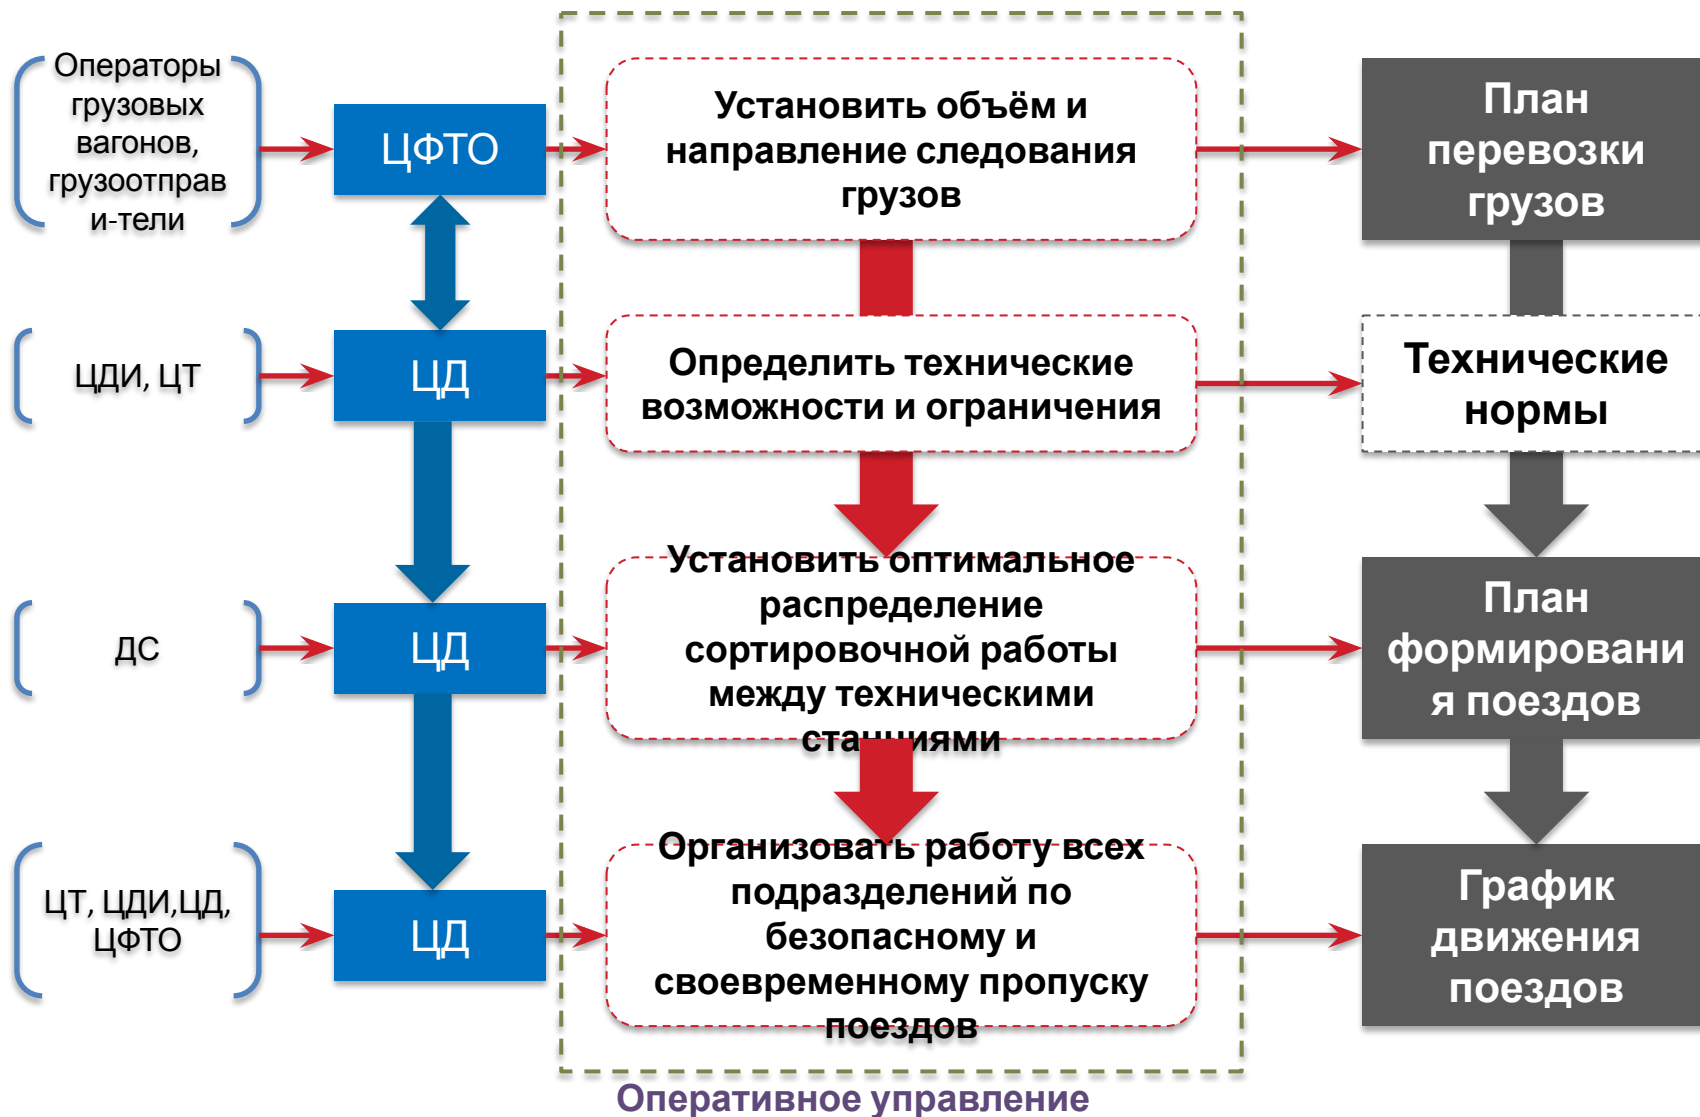 Операторы
грузовых
вагонов,
грузоотправ
и-тели
ЦФТО
Установить объём и
направление следования
грузов
План
перевозки
грузов
ЦДИ, ЦТ
ЦД
Определить технические
возможности и ограничения
Технические
нормы
ДС
ЦД
Установить оптимальное
распределение
сортировочной работы
между техническими
станциями
План
формировани
я поездов
ЦТ, ЦДИ,ЦД,
ЦФТО
ЦД
Организовать работу всех
подразделений по
безопасному и
своевременному пропуску
поездов
График
движения
поездов
Оперативное управление